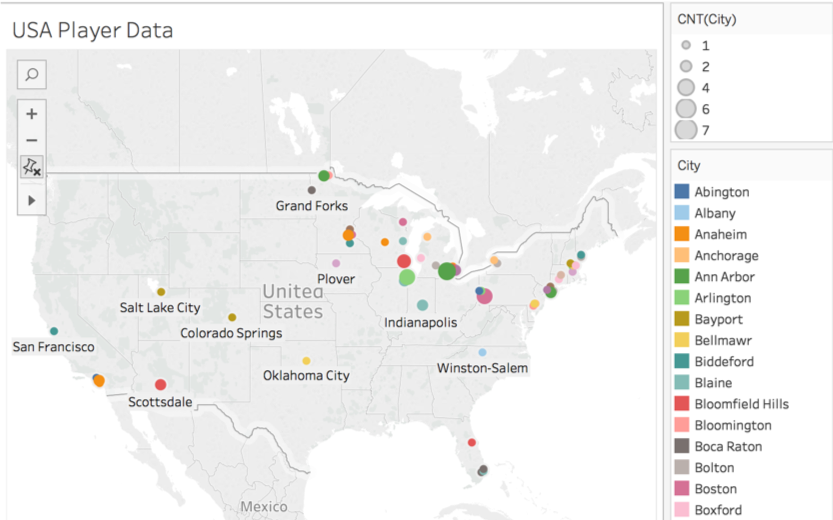 USA Player Data
Grand Forks
Plover
United
States
Salt Lake City
Colorado Springs
Indianapolis
San Francisco
Oklahoma City
Winston-Salem
Scottsdale
Mexico
CNT(City)
1
2
4
6
7
City
Abington
Albany
Anaheim
Anchorage
Ann Arbor
Arlington
Bayport
Bellmawr
Biddeford
Blaine
Bloomfield Hills
Bloomington
Boca Raton
Bolton
Boston
Boxford